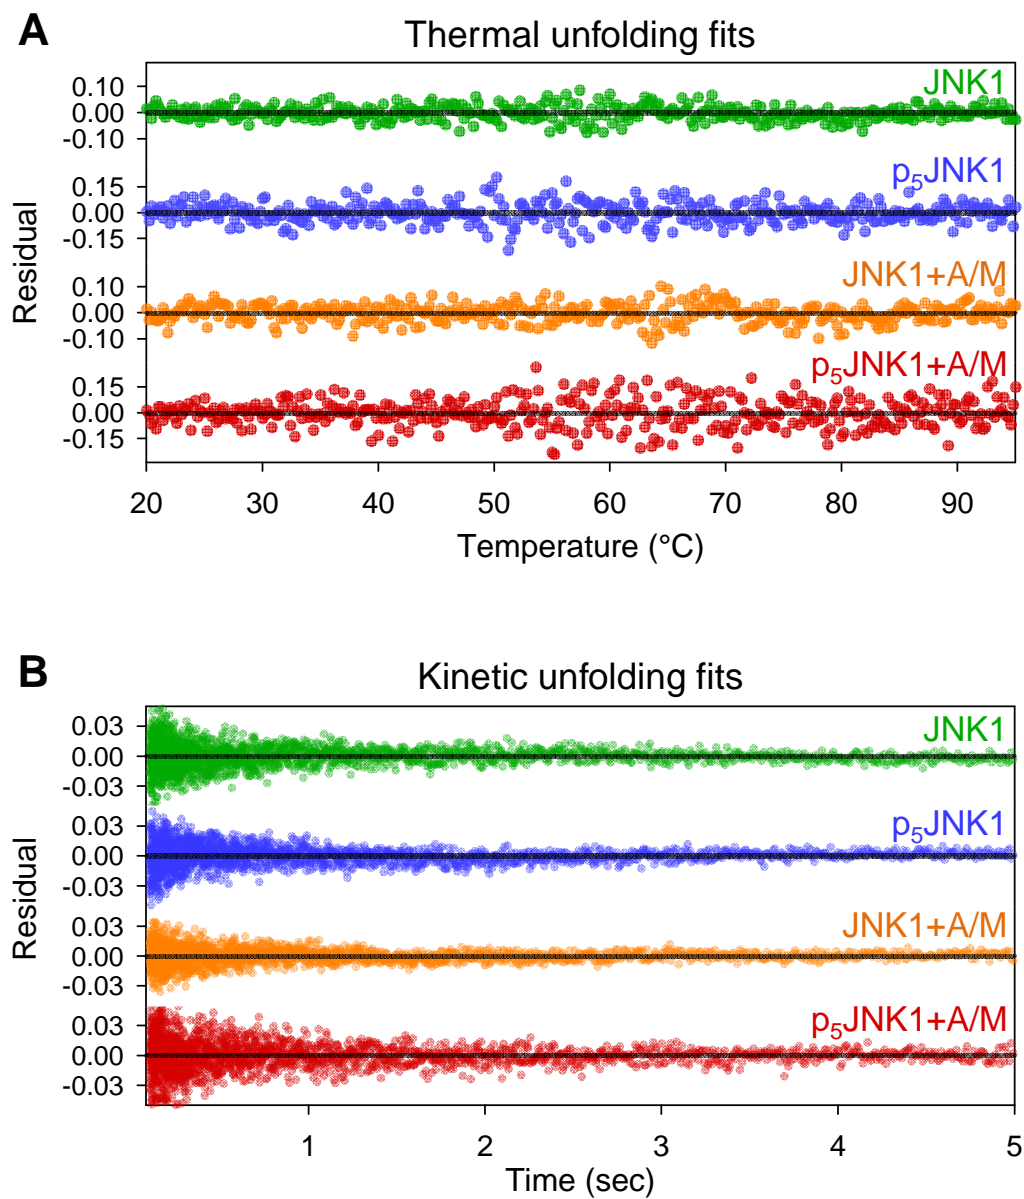 A
Thermal unfolding fits
JNK1
0.10
0.00
-0.10
p5JNK1
0.15
0.00
-0.15
JNK1+A/M
0.10
0.00
-0.10
p5JNK1+A/M
0.15
0.00
-0.15
Residual
20 30 40 50 60 70 80 90
Temperature (°C)
B
Kinetic unfolding fits
JNK1
0.03
0.00
-0.03
p5JNK1
0.03
0.00
-0.03
JNK1+A/M
0.03
0.00
-0.03
p5JNK1+A/M
0.03
0.00
-0.03
Residual
1 2 3 4 5
Time (sec)